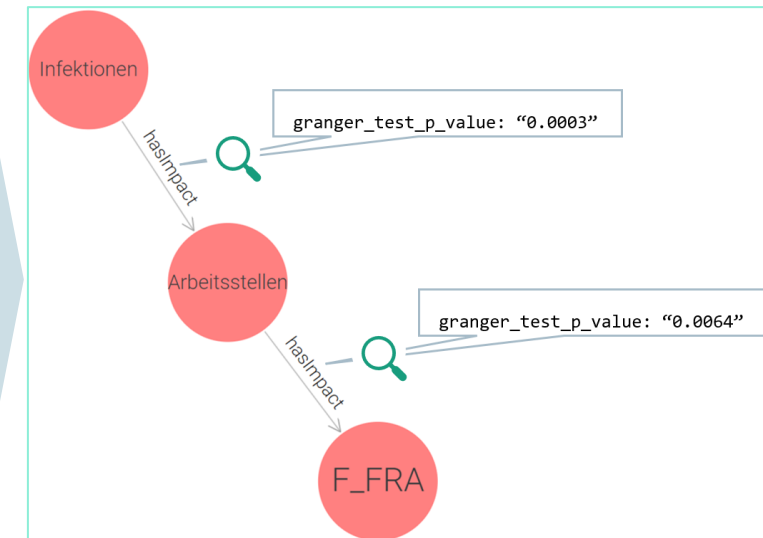 Infektionen
granger_test_p_value: “0.0003”
hasImpact
Arbeitsstellen
granger_test_p_value: “0.0064”
hasImpact
F_FRA